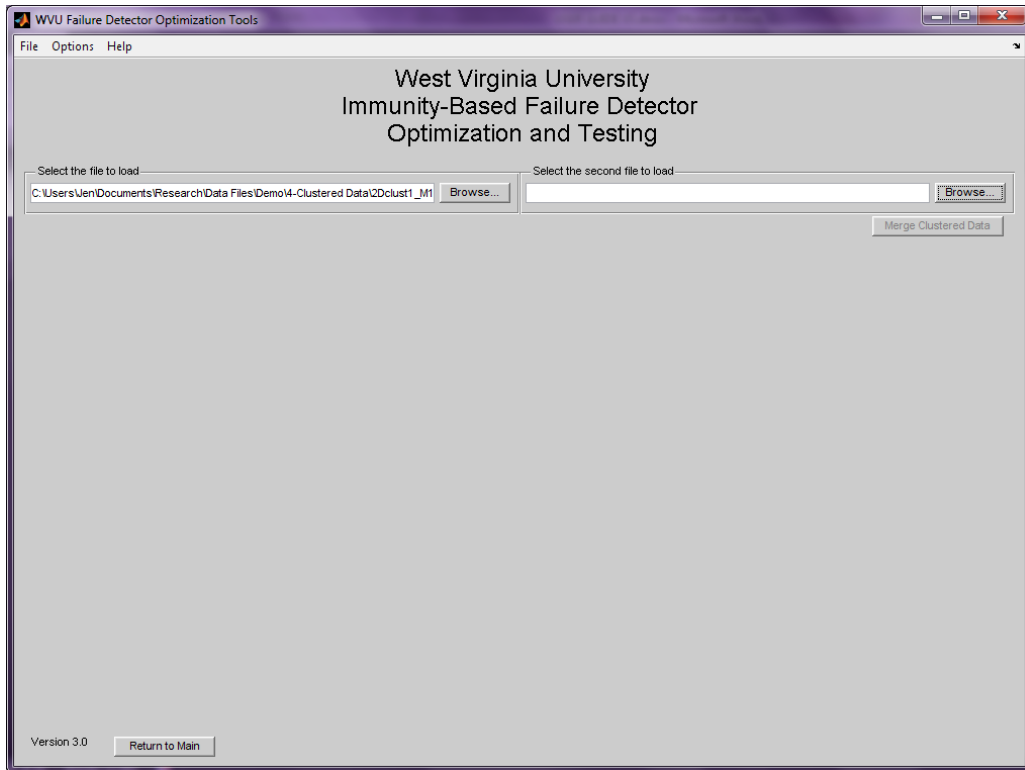 WVU Failure Detector Optimization Tools
File Options Help
West Virginia University
Immunity-Based Failure Detector
Optimization and Testing
Select the file to load
C:\Users\Jen\Documents\Research\Data Files\Demo\4-Clustered Data\2Dclust1_M1 Browse...
Select the second file to load
Browse...
Merge Clustered Data
Version 3.0 Return to Main